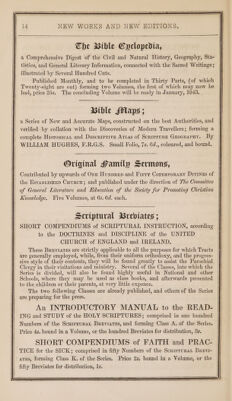 14 NEW WORKS AND NEW EDITIONS.
The Bible Cyclopædia,
a Comprehensive Digest of the Civil and Natural History, Geography, Sta-
tistics, and General Literary Information, connected with the Sacred Writings;
illustrated by Several Hundred Cuts.
Published Monthly, and to be completed in Thirty Parts, (of which
Twenty-eight are out) forming two Volumes, the first of which may now be
had, price 25s. The concluding Volume will be ready in January, 1843.
Bible Maps;
a Series of New and Accurate Maps, constructed on the best Authorities, and
verified by collation with the Discoveries of Modern Travellers; forming a
complete HISTORICAL and DESCRIPTIVE ATLAS of SCRIPTURE GEOGRAPHY. By
WILLIAM HUGHES, F.R.G.S. Small Folio, 7s. 6d., coloured, and bound.
Original Family Sermons,
Contributed by upwards of ONE HUNDRED and FIFTY COTEMPORARY DIVINES of
the ESTABLISHED CHURCH; and published under the direction of The Committee
of General Literature and Education of the Society for Promoting Christian
Knowledge. Five Volumes, at 6s. 6d. each.
Scriptural Breviates;
SHORT COMPENDIUMS of SCRIPTURAL INSTRUCTION, according
to the DOCTRINES and DISCIPLINE of the UNITED
CHURCH of ENGLAND and IRELAND.
These BREVIATES are strictly applicable to all the purposes for which Tracts
are generally employed, while, from their uniform orthodoxy, and the progres-
sive style of their contents, they will be found greatly to assist the Parochial
Clergy in their visitations and ministry. Several of the Classes, into which the
Series is divided, will also be found highly useful in National and other
Schools, where they may be used as class books, and afterwards presented
to the children or their parents, at very little expense.
The two following Classes are already published, and others of the Series
are preparing for the press.
An INTRODUCTORY MANUAL to the READ-
ING and STUDY of the HOLY SCRIPTURES; comprised in one hundred
Numbers of the SCRIPTURAL BREVIATES, and forming Class A. of the Series.
Price 4s. bound in a Volume, or the hundred Breviates for distribution, 3s.
SHORT COMPENDIUMS of FAITH and PRAC-
TICE for the SICK; comprised in fifty Numbers of the SCRIPTURAL BREVI-
ATES, forming Class K. of the Series. Price 2s. bound in a Volume, or the
fifty Breviates for distribution, 1s.